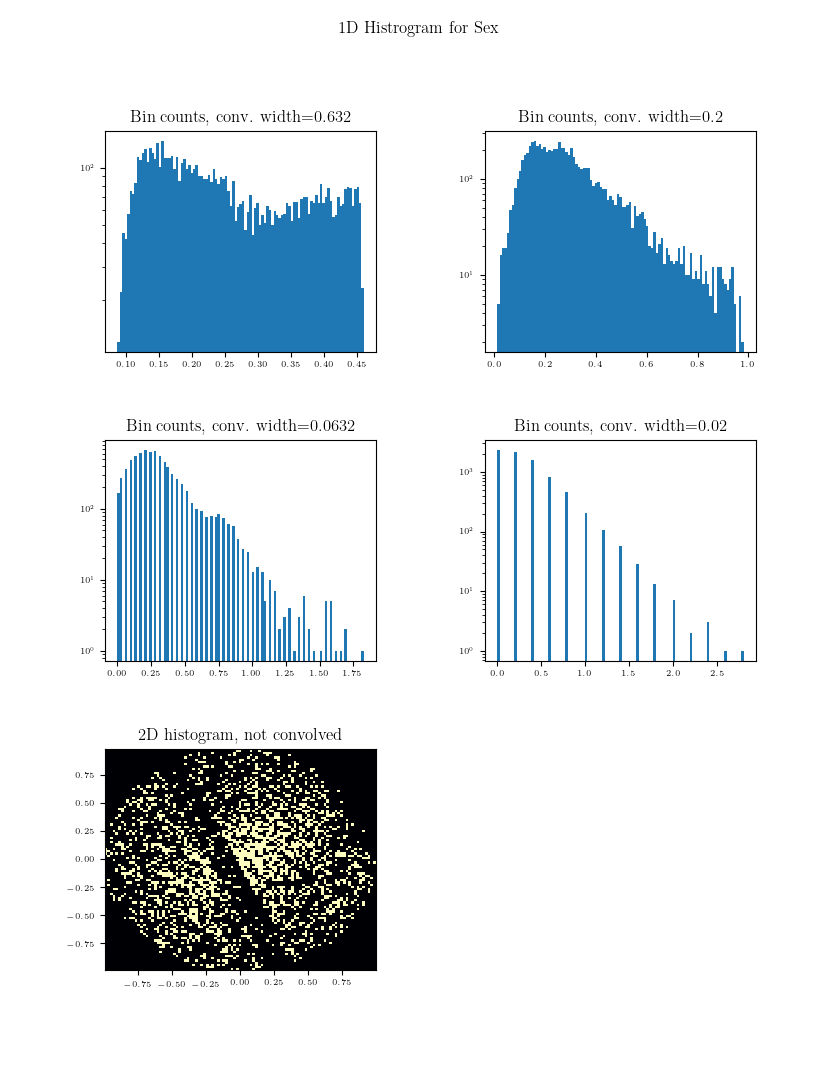 1D Histrogram for Sex
Bin counts, conv. width=0.632
10²
0.10 0.15 0.20 0.25 0.30 0.35 0.40 0.45
Bin counts, conv. width=0.2
10²
10¹
0.0 0.2 0.4 0.6 0.8 1.0
Bin counts, conv. width=0.0632
10²
10¹
10⁰
0.00 0.25 0.50 0.75 1.00 1.25 1.50 1.75
Bin counts, conv. width=0.02
10³
10²
10¹
10⁰
0.0 0.5 1.0 1.5 2.0 2.5
2D histogram, not convolved
0.75
0.50
0.25
0.00
−0.25
−0.50
−0.75
−0.75 −0.50 −0.25 0.00 0.25 0.50 0.75